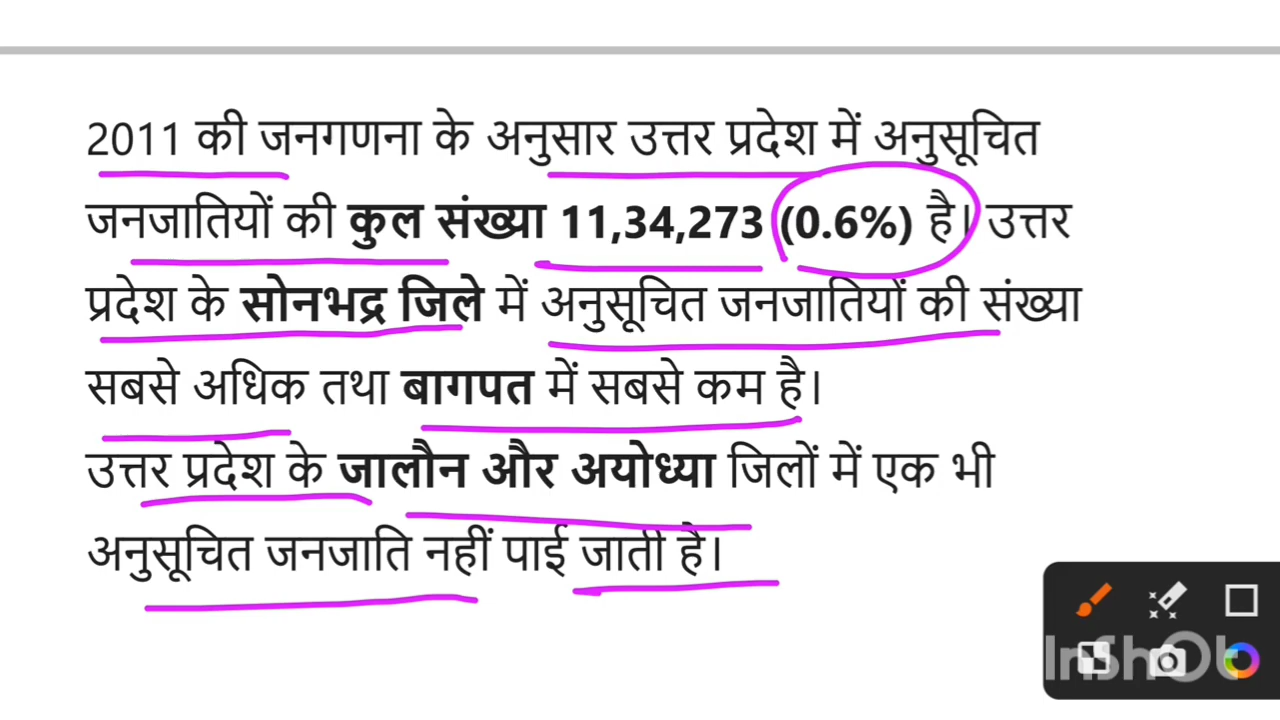 2011 की जनगणना के अनुसार उत्तर प्रदेश में अनुसूचित
जनजातियों की कुल संख्या 11,34,273 (0.6%) है। उत्तर
प्रदेश के सोनभद्र जिले में अनुसूचित जनजातियों की संख्या
सबसे अधिक तथा बागपत में सबसे कम है।
उत्तर प्रदेश के जालौन और अयोध्या जिलों में एक भी
अनुसूचित जनजाति नहीं पाई जाती है।
InShOt